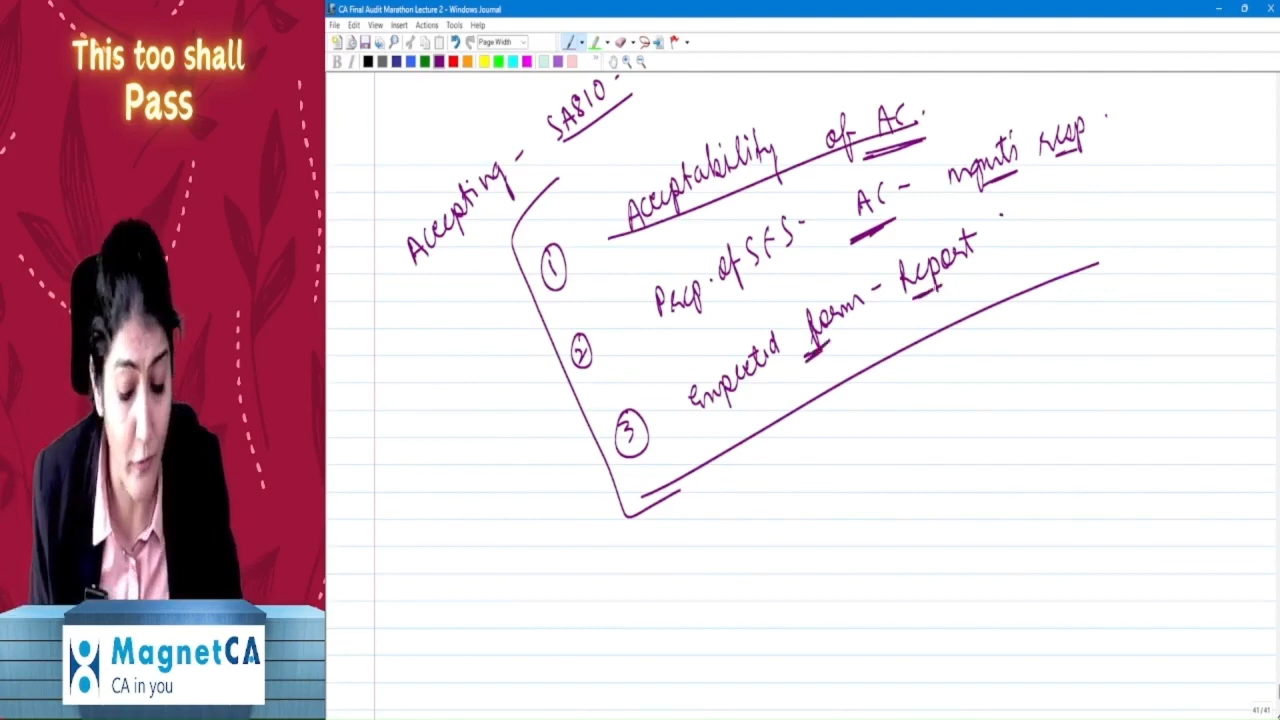 This too shall
Pass
CA Final Audit Marathon Lecture 2 - Windows Journal
File Edit View Insert Actions Tools Help
Page Width
B I
Accepting - SA810 -
① Acceptability of AC.
② Prep. of SFS - AC - mgmt's resp.
③ Expected form - Report.
MagnetCA
CA in you
41/41